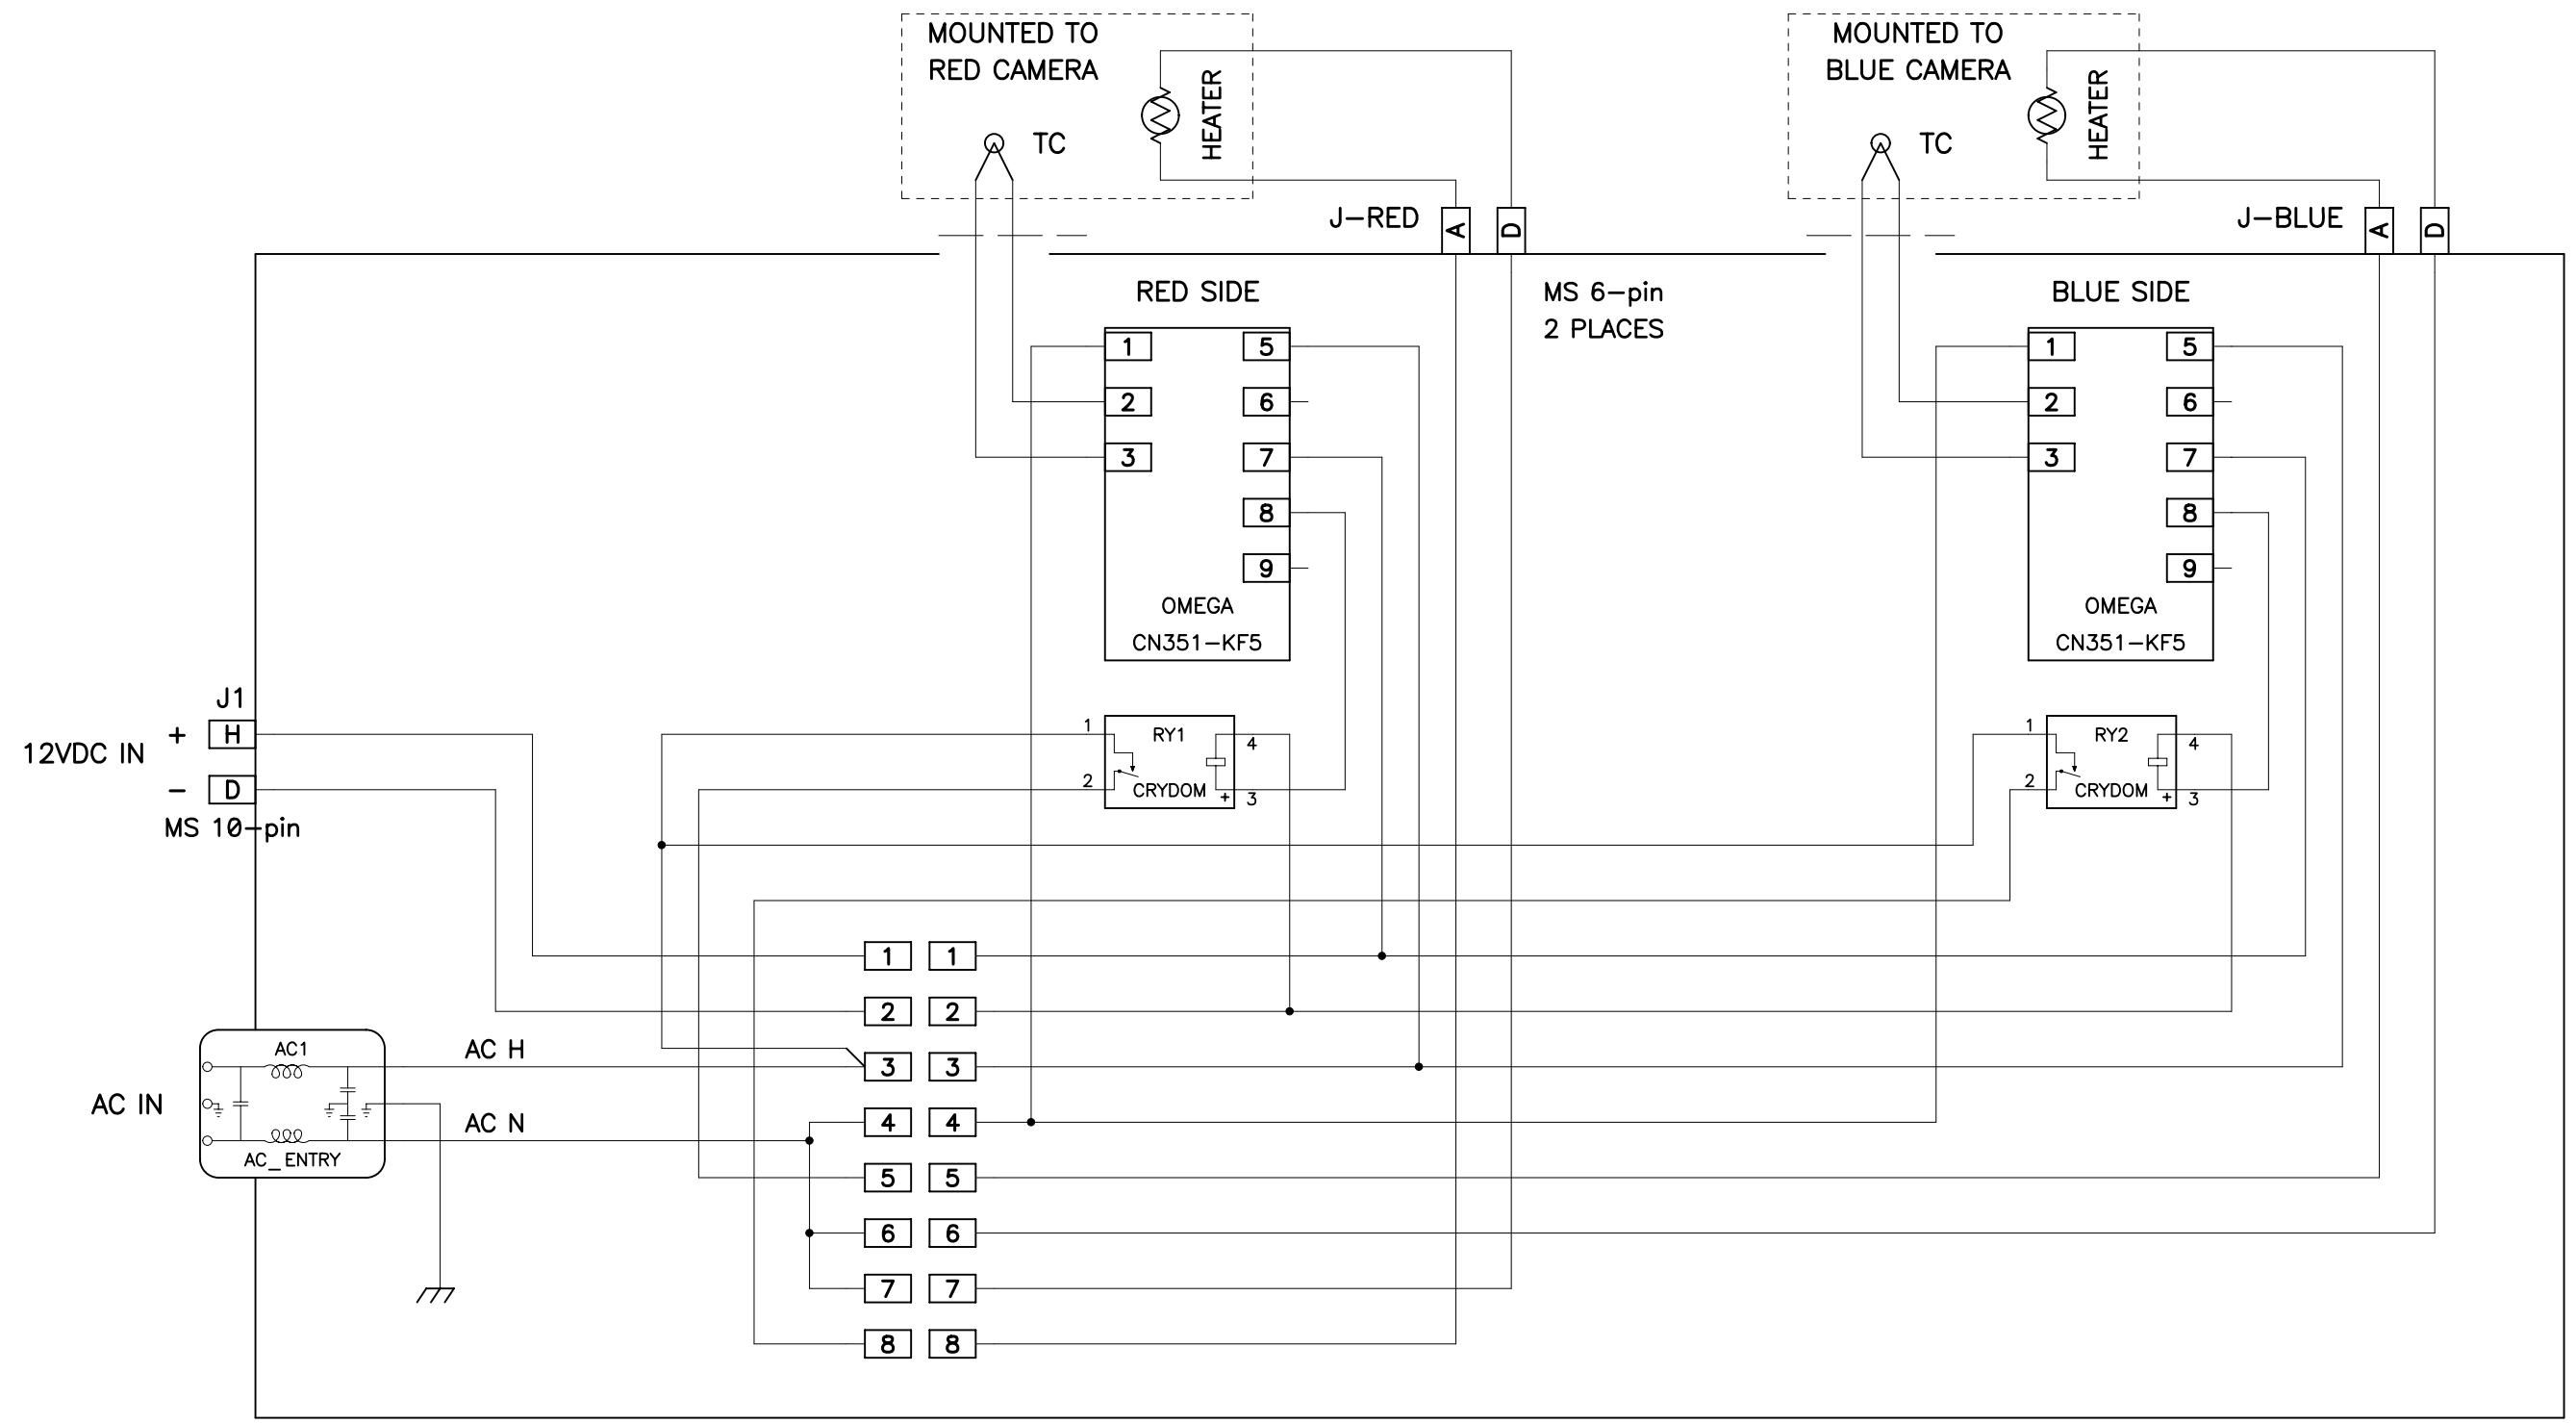 MOUNTED TO
RED CAMERA
HEATER
TC
MOUNTED TO
BLUE CAMERA
HEATER
TC
J-RED
A
D
J-BLUE
A
D
RED SIDE
MS 6-pin
2 PLACES
BLUE SIDE
1 5
2 6
3 7
8
9
OMEGA
CN351-KF5
1 5
2 6
3 7
8
9
OMEGA
CN351-KF5
J1
12VDC IN
+ H
- D
MS 10-pin
1 RY1 4
2 CRYDOM + 3
1 RY2 4
2 CRYDOM + 3
1 1
2 2
3 3
4 4
5 5
6 6
7 7
8 8
AC IN
AC1
AC_ENTRY
AC H
AC N